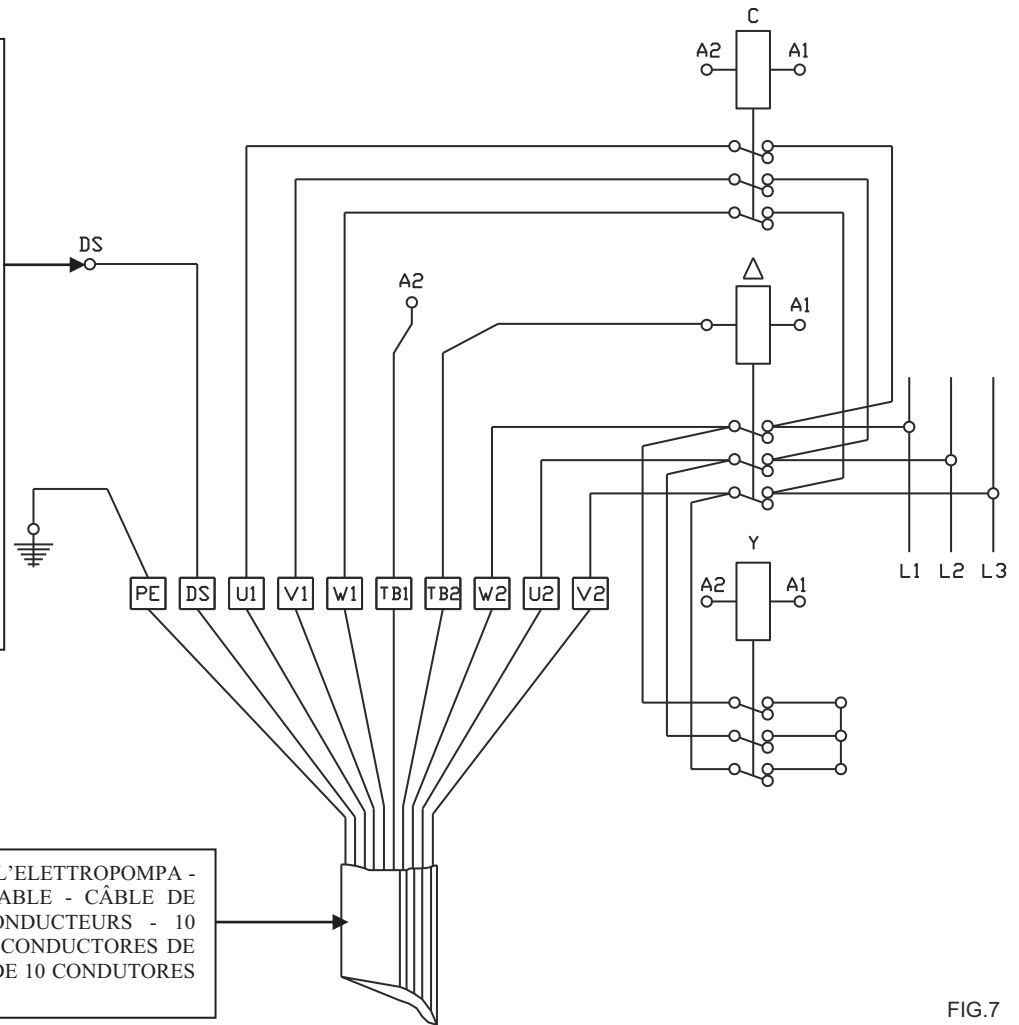 C
A2 A1
DS
A2
△
A1
L1 L2 L3
Y
A2 A1
PE DS U1 V1 W1 TB1 TB2 W2 U2 V2
L'ELETTROPOMPA -
ABLE - CÂBLE DE
ONDUCTEURS - 10
CONDUCTORES DE
DE 10 CONDUTORES
FIG.7